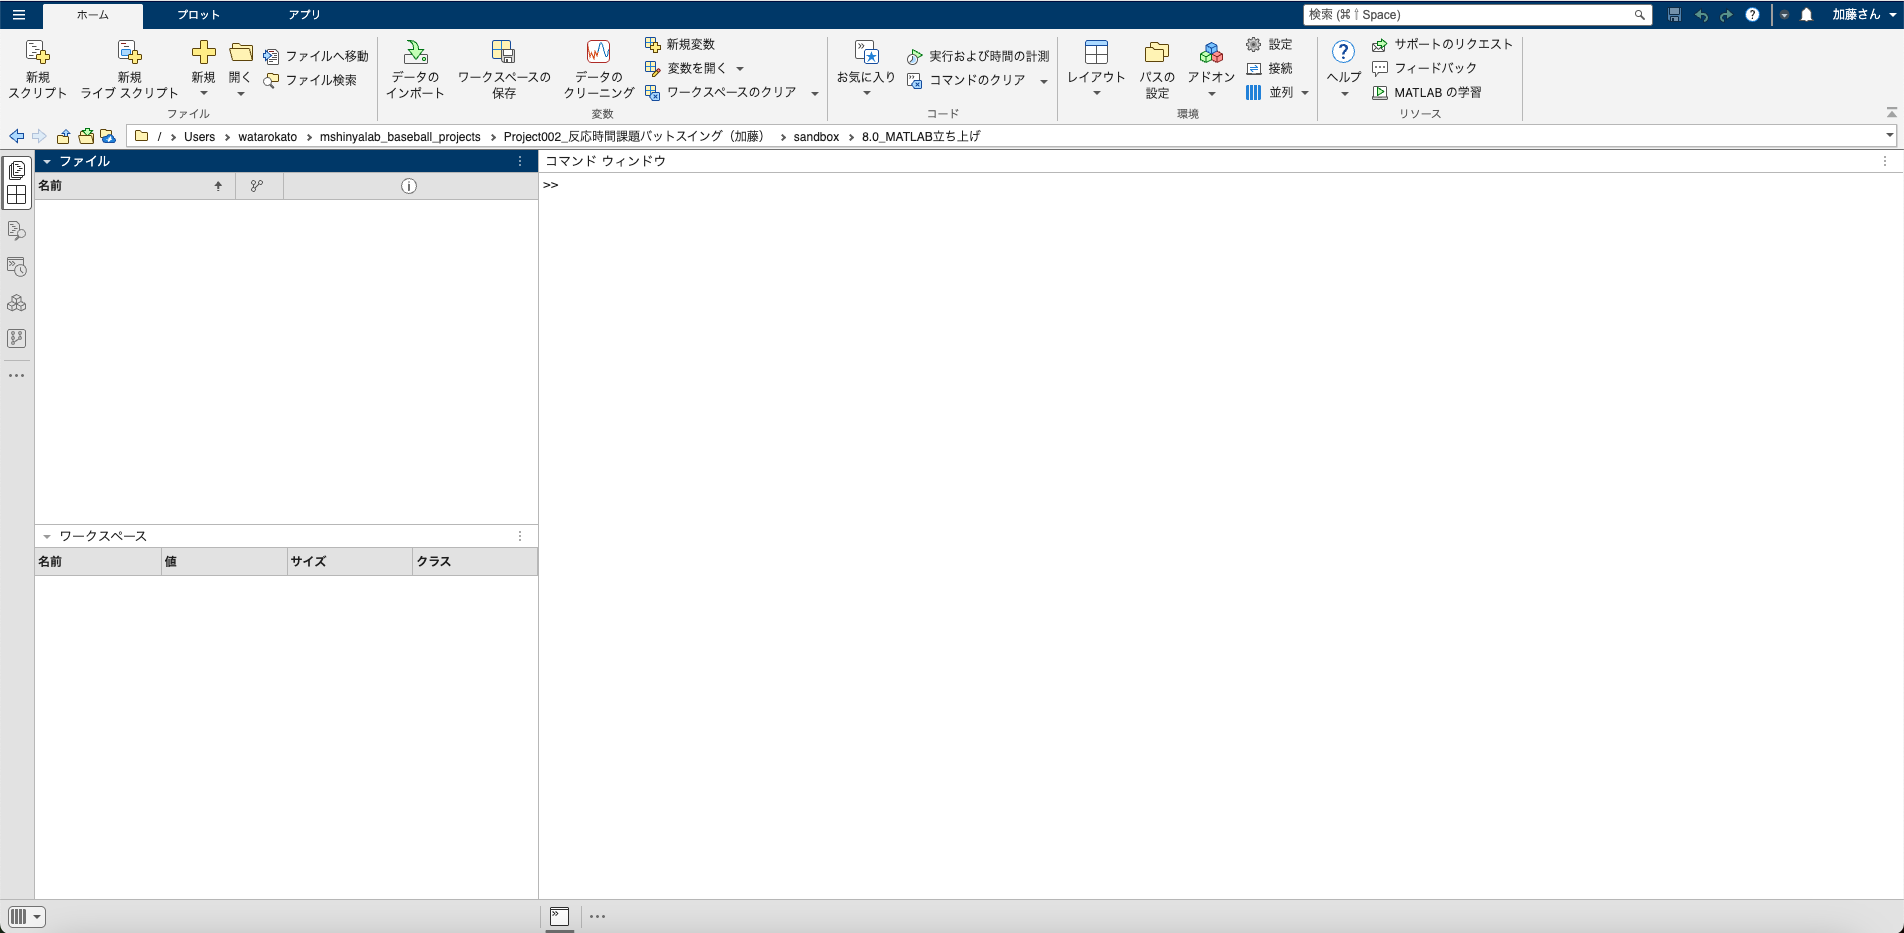 ホーム プロット アプリ 検索 (⌘⇧Space) 加藤さん
新規 スクリプト
新規 ライブ スクリプト
新規
開く
ファイルへ移動
ファイル検索
ファイル
データの インポート
ワークスペースの 保存
データの クリーニング
新規変数
変数を開く
ワークスペースのクリア
変数
お気に入り
実行および時間の計測
コマンドのクリア
コード
レイアウト
パスの 設定
アドオン
設定
接続
並列
環境
ヘルプ
サポートのリクエスト
フィードバック
MATLAB の学習
リソース
/ › Users › watarokato › mshinyalab_baseball_projects › Project002_反応時間課題バットスイング（加藤） › sandbox › 8.0_MATLAB立ち上げ
ファイル
名前
コマンド ウィンドウ
>>
ワークスペース
名前 値 サイズ クラス